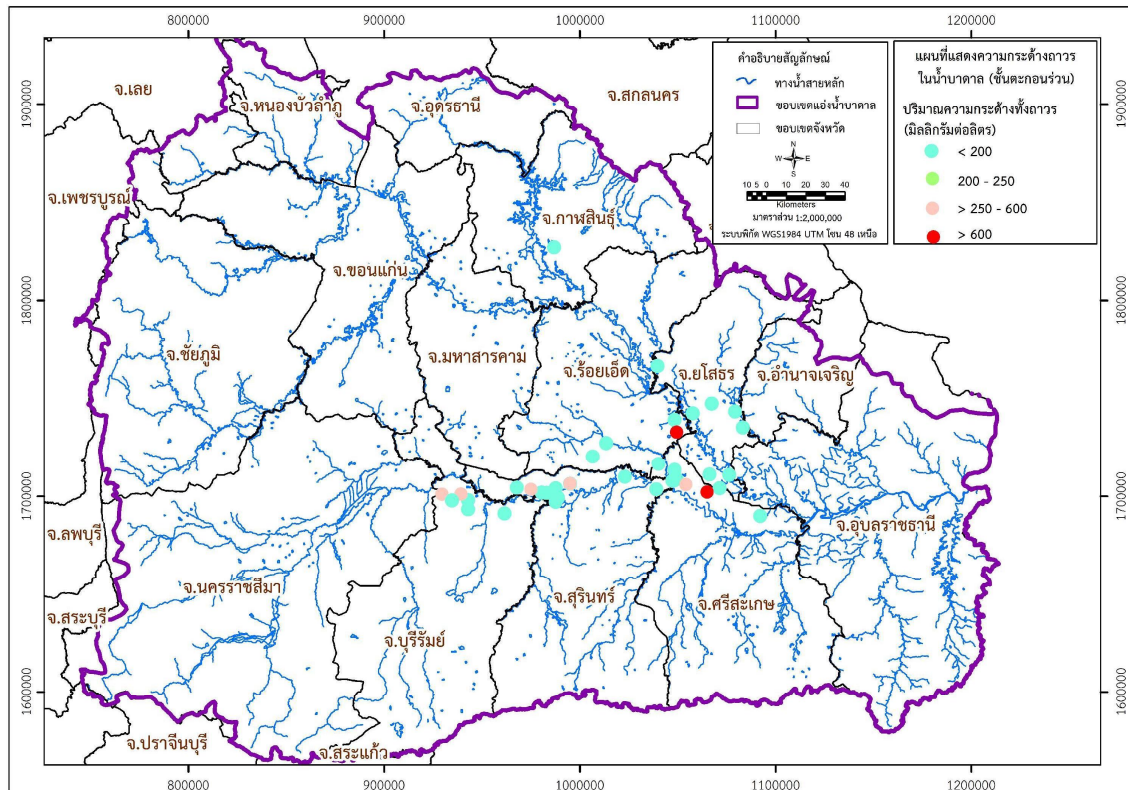 800000 900000 1000000 1100000 1200000
1900000
1800000
1700000
1600000
1900000
1800000
1700000
1600000
จ.เลย
จ.หนองบัวลำภู
จ.อุดรธานี
จ.สกลนคร
จ.เพชรบูรณ์
จ.กาฬสินธุ์
จ.ขอนแก่น
จ.ชัยภูมิ
จ.มหาสารคาม
จ.ร้อยเอ็ด
จ.ยโสธร
จ.อำนาจเจริญ
จ.ลพบุรี
จ.อุบลราชธานี
จ.นครราชสีมา
จ.สระบุรี
จ.สุรินทร์
จ.ศรีสะเกษ
จ.บุรีรัมย์
จ.ปราจีนบุรี
จ.สระแก้ว
คำอธิบายสัญลักษณ์
ทางน้ำสายหลัก
ขอบเขตแอ่งน้ำบาดาล
ขอบเขตจังหวัด
N
W E
S
10 5 0 10 20 30 40
Kilometers
มาตราส่วน 1:2,000,000
ระบบพิกัด WGS1984 UTM โซน 48 เหนือ
แผนที่แสดงความกระด้างถาวร
ในน้ำบาดาล (ชั้นตะกอนร่วน)
ปริมาณความกระด้างทั้งถาวร
(มิลลิกรัมต่อลิตร)
< 200
200 - 250
> 250 - 600
> 600
800000 900000 1000000 1100000 1200000